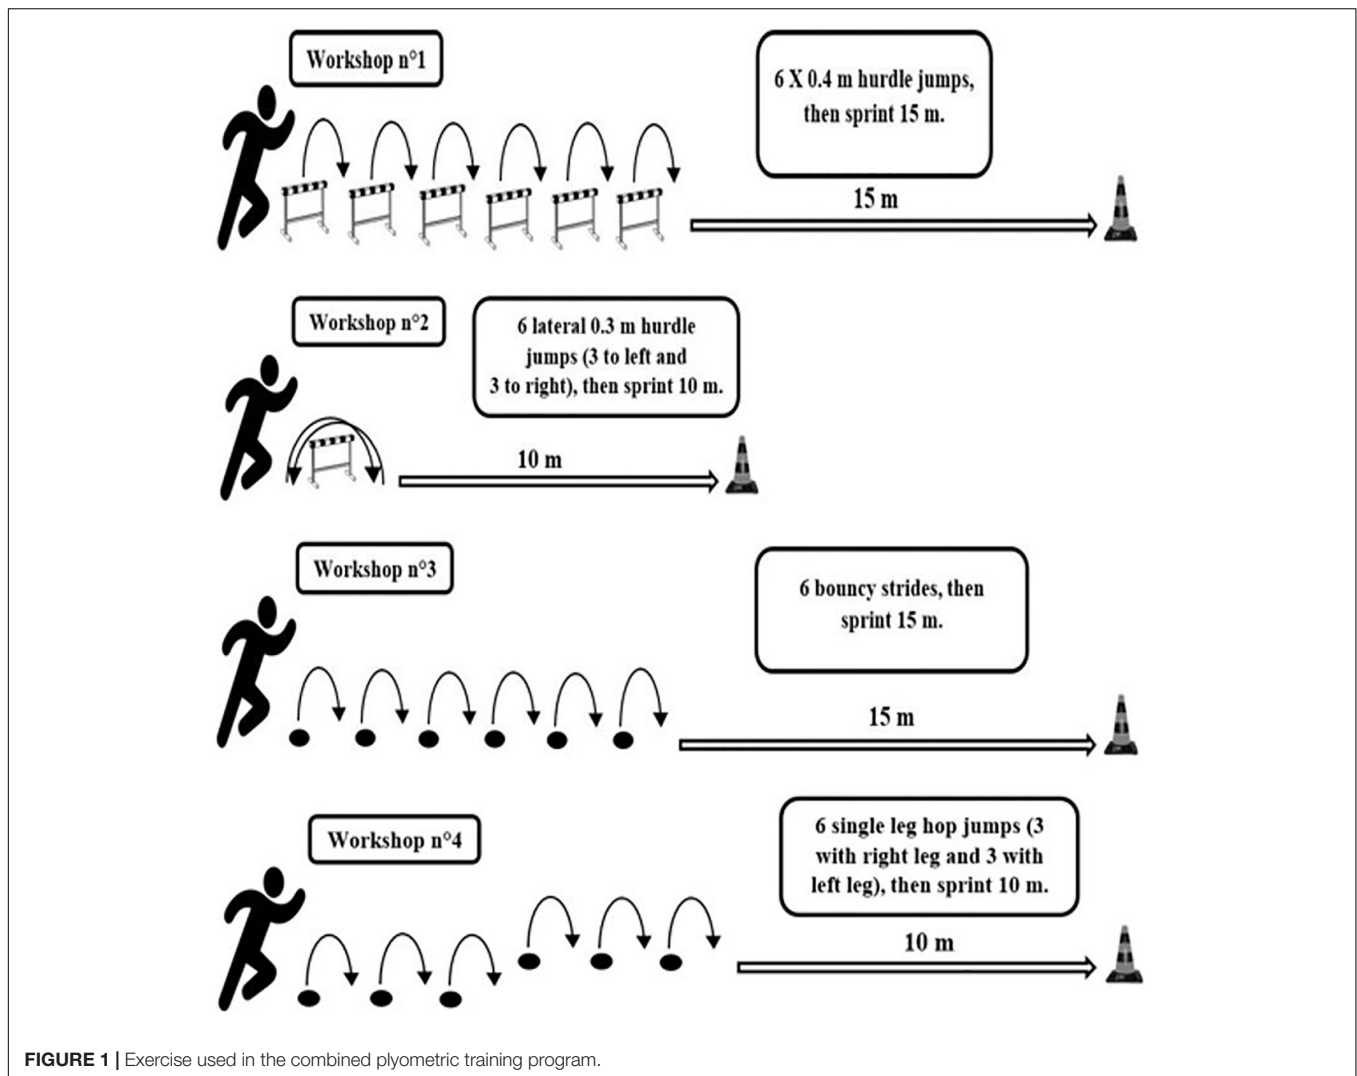 Workshop n°1
6 X 0.4 m hurdle jumps,
then sprint 15 m.
15 m
Workshop n°2
6 lateral 0.3 m hurdle
jumps (3 to left and
3 to right), then sprint 10 m.
10 m
Workshop n°3
6 bouncy strides, then
sprint 15 m.
15 m
Workshop n°4
6 single leg hop jumps (3
with right leg and 3 with
left leg), then sprint 10 m.
10 m
FIGURE 1 | Exercise used in the combined plyometric training program.